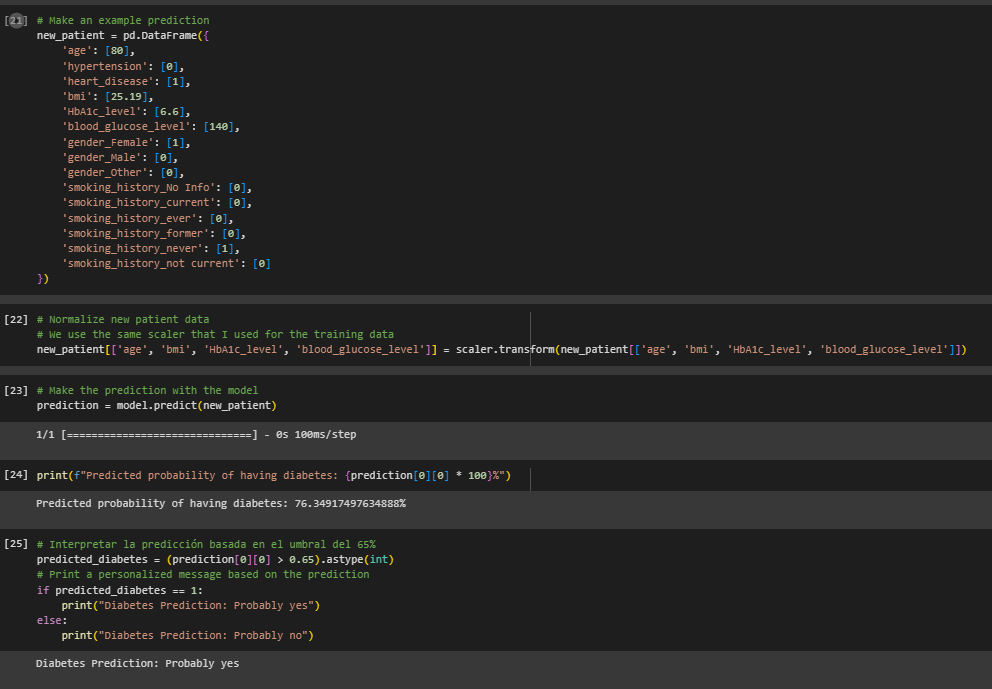 [21] # Make an example prediction
new_patient = pd.DataFrame({
    'age': [80],
    'hypertension': [0],
    'heart_disease': [1],
    'bmi': [25.19],
    'HbA1c_level': [6.6],
    'blood_glucose_level': [140],
    'gender_Female': [1],
    'gender_Male': [0],
    'gender_Other': [0],
    'smoking_history_No Info': [0],
    'smoking_history_current': [0],
    'smoking_history_ever': [0],
    'smoking_history_former': [0],
    'smoking_history_never': [1],
    'smoking_history_not current': [0]
})
[22] # Normalize new patient data
# We use the same scaler that I used for the training data
new_patient[['age', 'bmi', 'HbA1c_level', 'blood_glucose_level']] = scaler.transform(new_patient[['age', 'bmi', 'HbA1c_level', 'blood_glucose_level']])
[23] # Make the prediction with the model
prediction = model.predict(new_patient)
1/1 [==============================] - 0s 100ms/step
[24] print(f"Predicted probability of having diabetes: {prediction[0][0] * 100}%")
Predicted probability of having diabetes: 76.34917497634888%
[25] # Interpretar la predicción basada en el umbral del 65%
predicted_diabetes = (prediction[0][0] > 0.65).astype(int)
# Print a personalized message based on the prediction
if predicted_diabetes == 1:
    print("Diabetes Prediction: Probably yes")
else:
    print("Diabetes Prediction: Probably no")
Diabetes Prediction: Probably yes